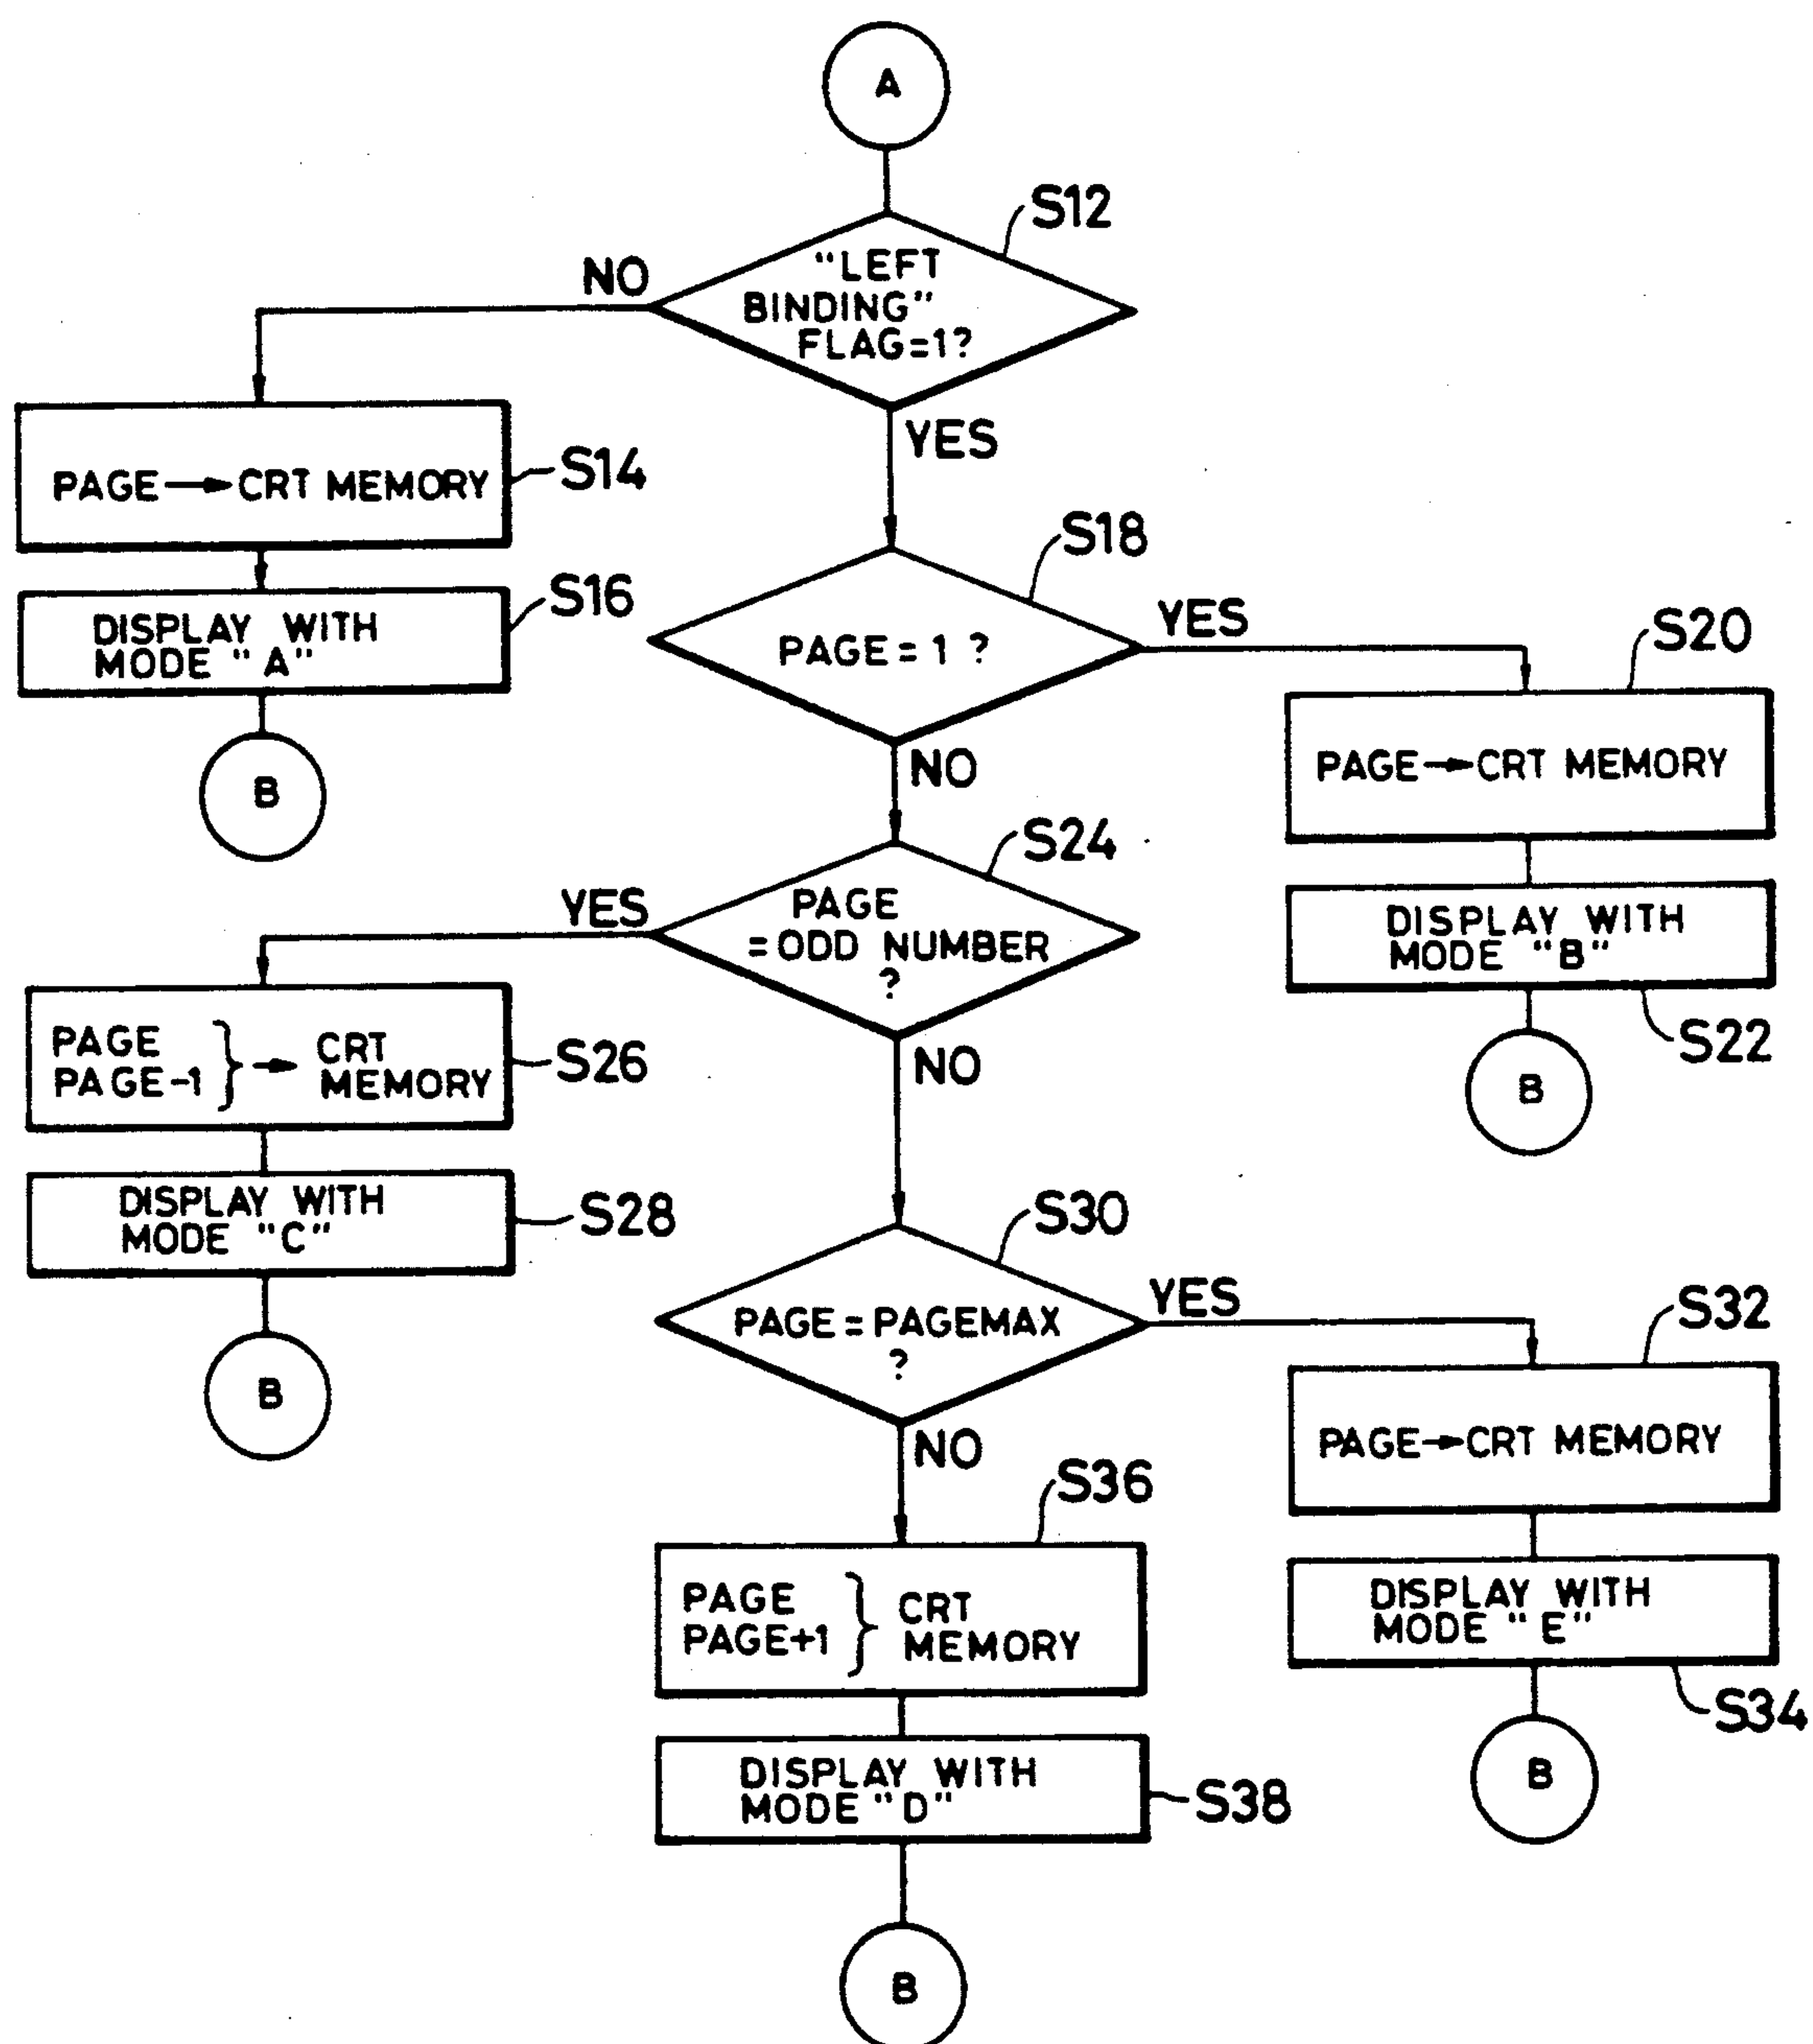 A
S12
"LEFT
BINDING"
FLAG=1?
NO
YES
PAGE→CRT MEMORY
S14
DISPLAY WITH
MODE "A"
S16
B
S18
PAGE=1 ?
YES
NO
S20
PAGE→CRT MEMORY
DISPLAY WITH
MODE "B"
S22
B
S24
PAGE
=ODD NUMBER
?
YES
NO
PAGE
PAGE-1 } → CRT
MEMORY
S26
DISPLAY WITH
MODE "C"
S28
B
S30
PAGE=PAGEMAX
?
YES
NO
S32
PAGE→CRT MEMORY
DISPLAY WITH
MODE "E"
S34
B
S36
PAGE
PAGE+1 } CRT
MEMORY
DISPLAY WITH
MODE "D"
S38
B